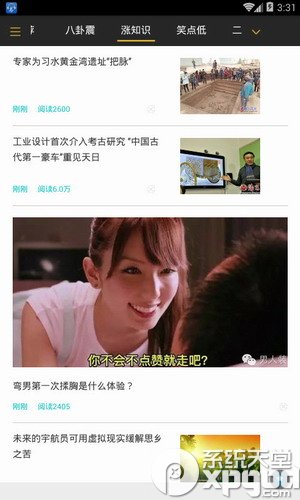 3:31
八卦震
涨知识
笑点低
专家为习水黄金湾遗址“把脉”
刚刚 阅读2600
工业设计首次介入考古研究 “中国古
代第一豪车”重见天日
刚刚 阅读6.0万
你不会不点赞就走吧?
男人装
弯男第一次揉胸是什么体验?
刚刚 阅读2405
未来的宇航员可用虚拟现实缓解思乡
之苦
系统天堂
xpgod